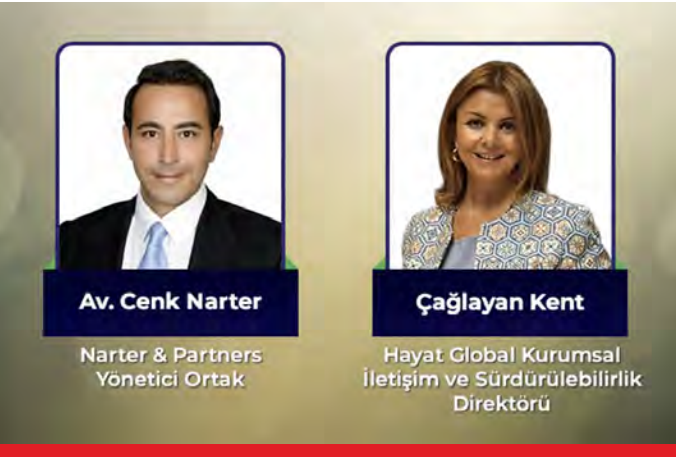 Av. Cenk Narter
Narter & Partners
Yönetici Ortak
Çağlayan Kent
Hayat Global Kurumsal
İletişim ve Sürdürülebilirlik
Direktörü